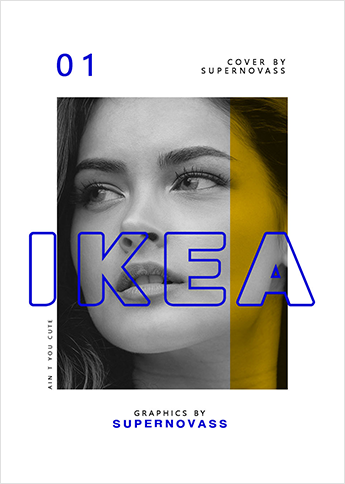 01
COVER BY
SUPERNOVASS
IKEA
AIN T YOU CUTE
GRAPHICS BY
SUPERNOVASS